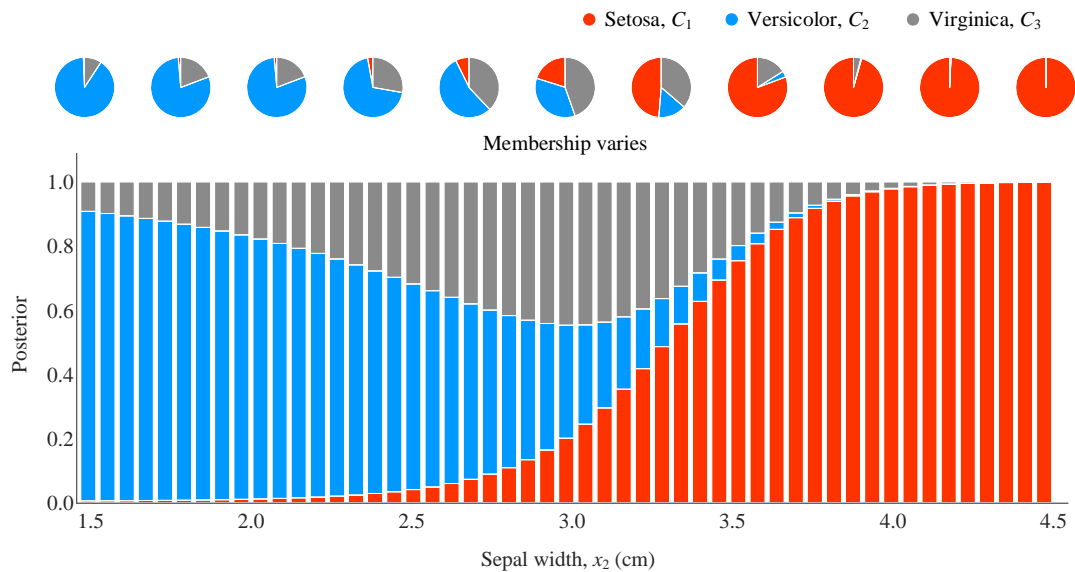 Setosa, C₁ Versicolor, C₂ Virginica, C₃
Membership varies
1.0
0.8
0.6
0.4
0.2
0.0
Posterior
1.5 2.0 2.5 3.0 3.5 4.0 4.5
Sepal width, x₂ (cm)